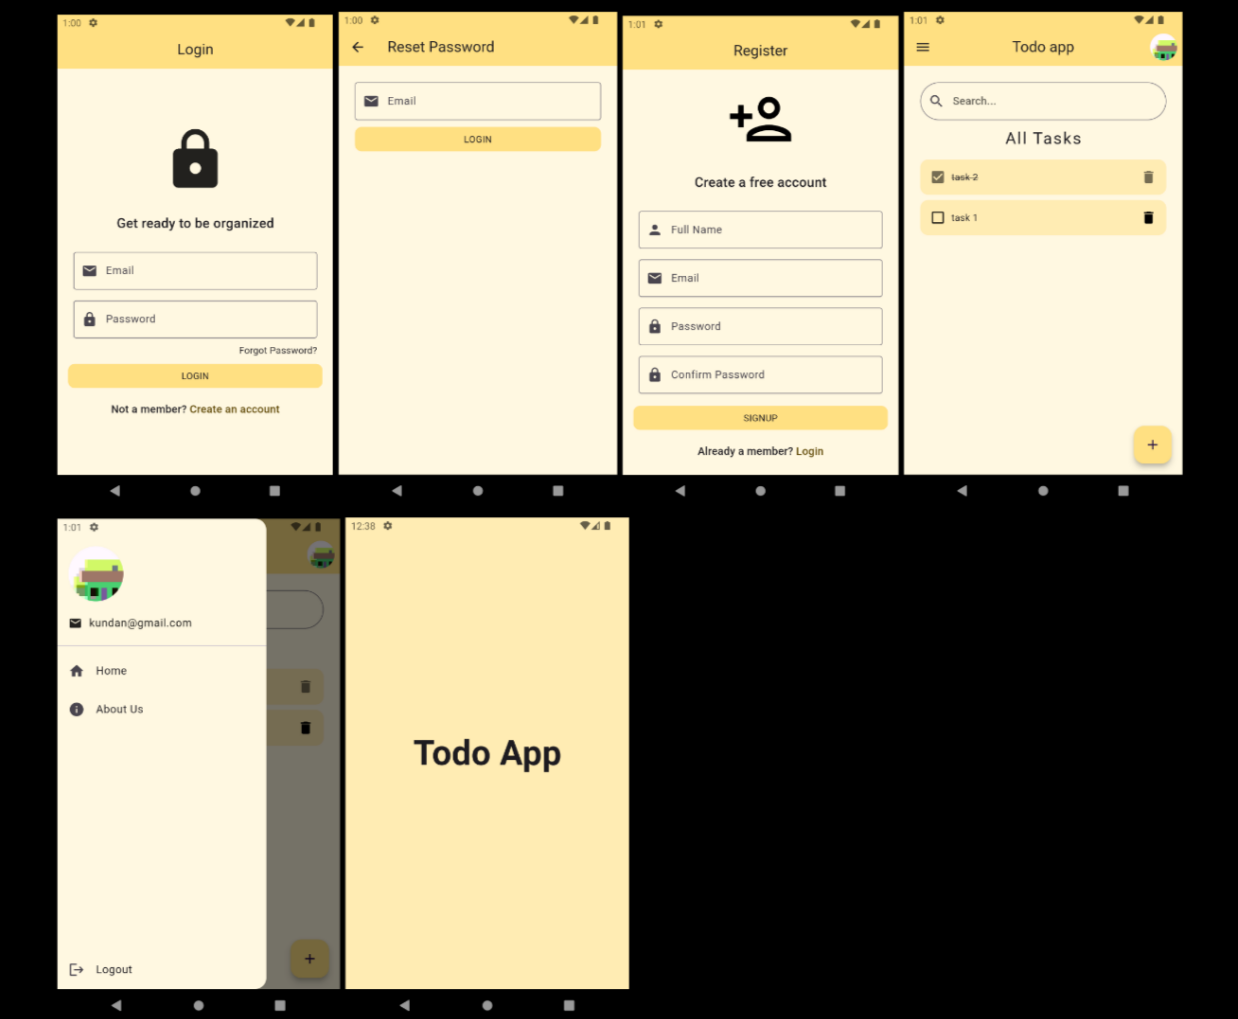 1:00
Login
Get ready to be organized
Email
Password
Forgot Password?
LOGIN
Not a member? Create an account
1:00
Reset Password
Email
LOGIN
1:01
Register
Create a free account
Full Name
Email
Password
Confirm Password
SIGNUP
Already a member? Login
1:01
Todo app
Search...
All Tasks
task 2
task 1
+
1:01
kundan@gmail.com
Home
About Us
Logout
+
12:38
Todo App